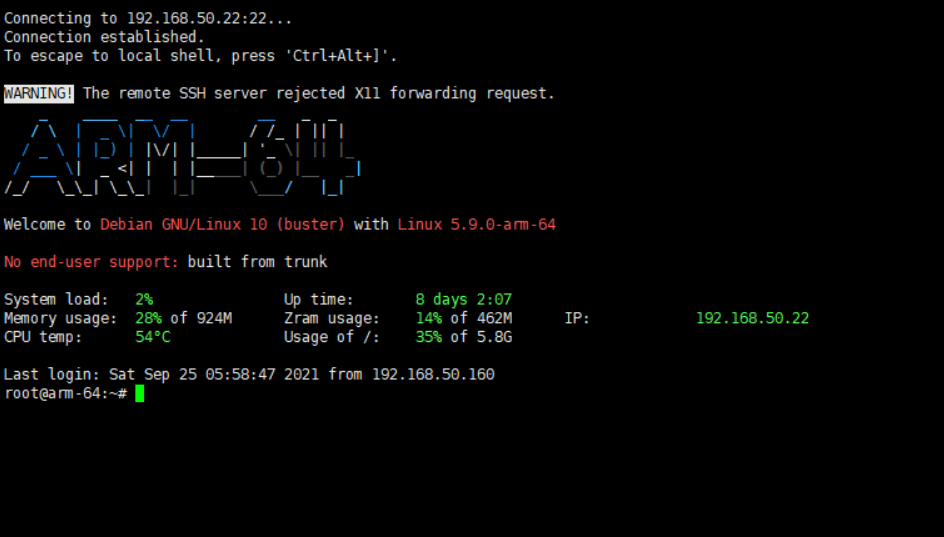 Connecting to 192.168.50.22:22...
Connection established.
To escape to local shell, press 'Ctrl+Alt+]'.
WARNING! The remote SSH server rejected X11 forwarding request.
ARM-64
Welcome to Debian GNU/Linux 10 (buster) with Linux 5.9.0-arm-64
No end-user support: built from trunk
System load: 2% Up time: 8 days 2:07
Memory usage: 28% of 924M Zram usage: 14% of 462M IP: 192.168.50.22
CPU temp: 54°C Usage of /: 35% of 5.8G
Last login: Sat Sep 25 05:58:47 2021 from 192.168.50.160
root@arm-64:~#